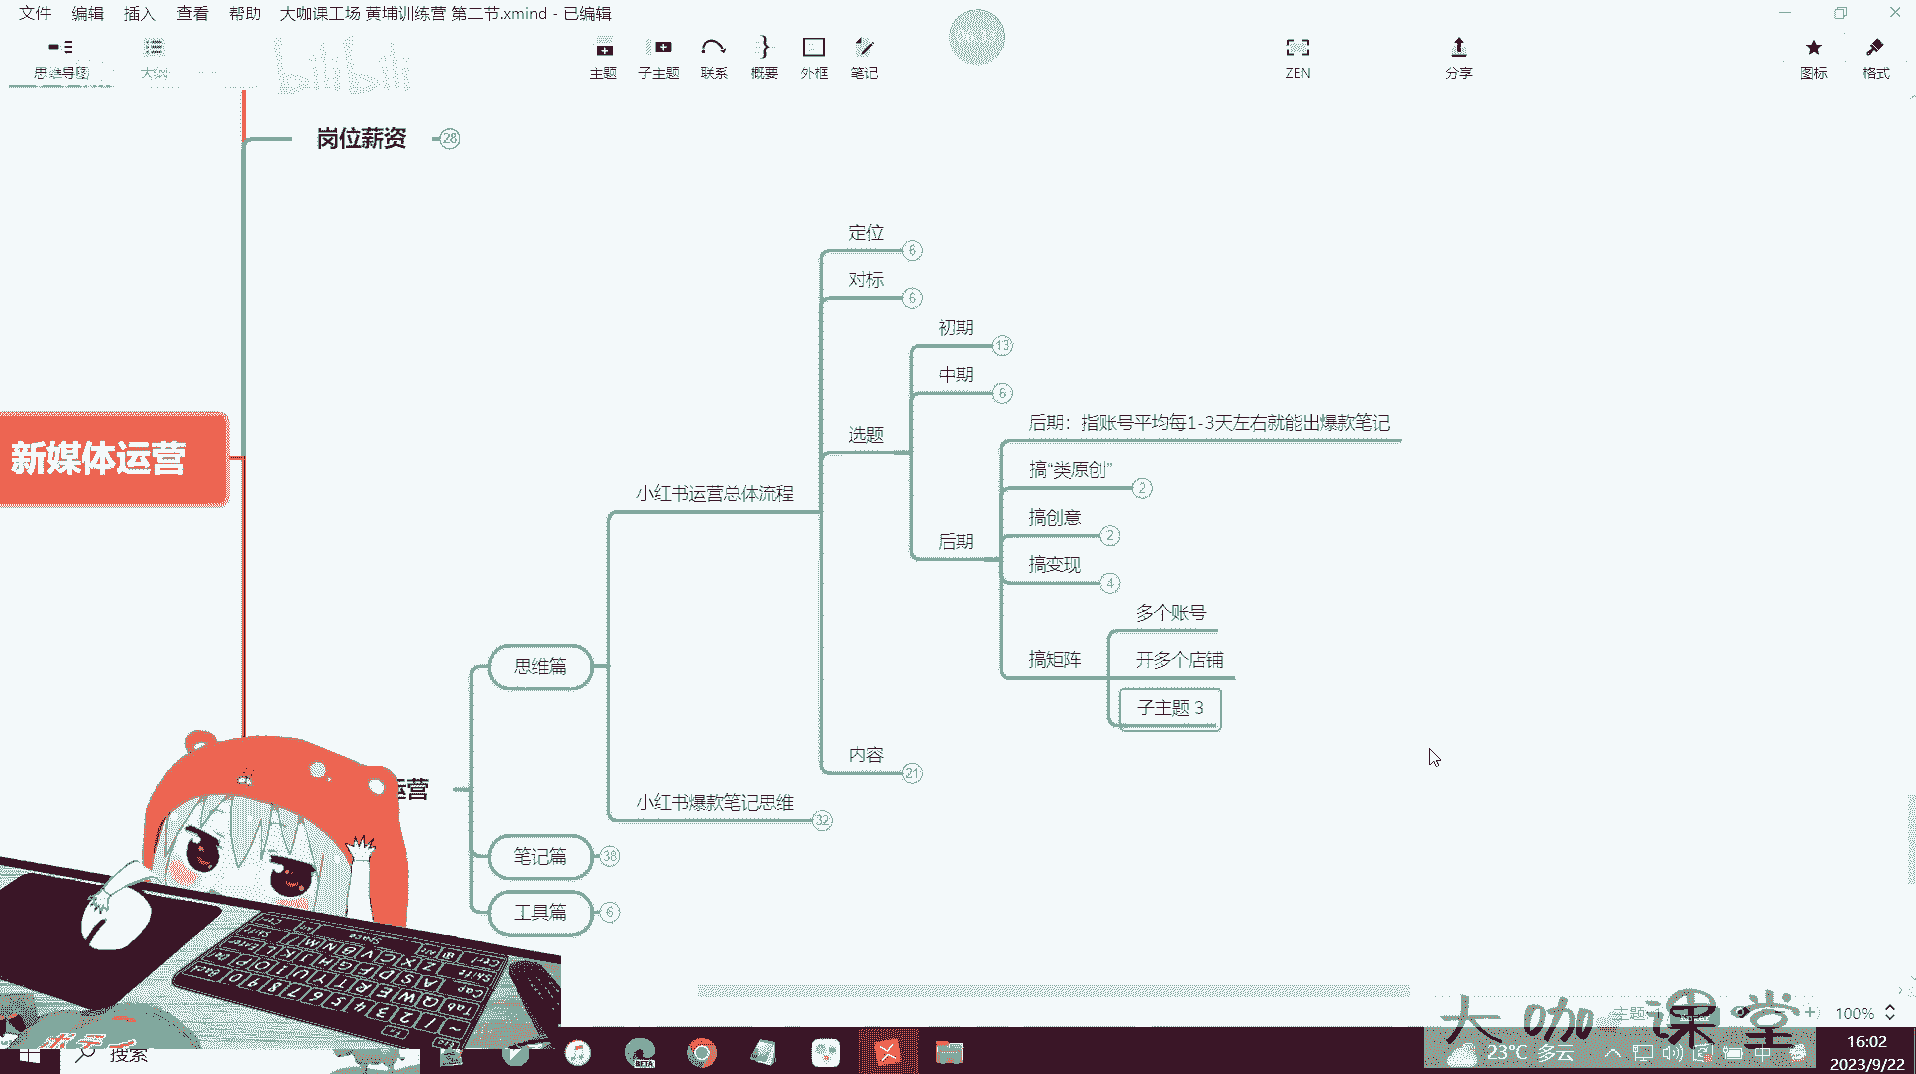 文件 编辑 插入 查看 帮助 大咖课工场 黄埔训练营 第二节.xmind - 已编辑
思维导图 大纲
bilibili
主题 子主题 联系 概要 外框 笔记
ZEN 分享 图标 格式
岗位薪资 28
定位 6
对标 6
初期 13
中期 6
后期：指账号平均每1-3天左右就能出爆款笔记
选题
新媒体运营
搞“类原创” 2
小红书运营总体流程
搞创意 2
后期
搞变现 4
多个账号
搞矩阵 开多个店铺
思维篇
子主题 3
内容 21
运营
小红书爆款笔记思维 32
笔记篇 38
工具篇 6
大咖课堂
主题
100%
搜索
BETA
23°C 多云
中
16:02
2023/9/22